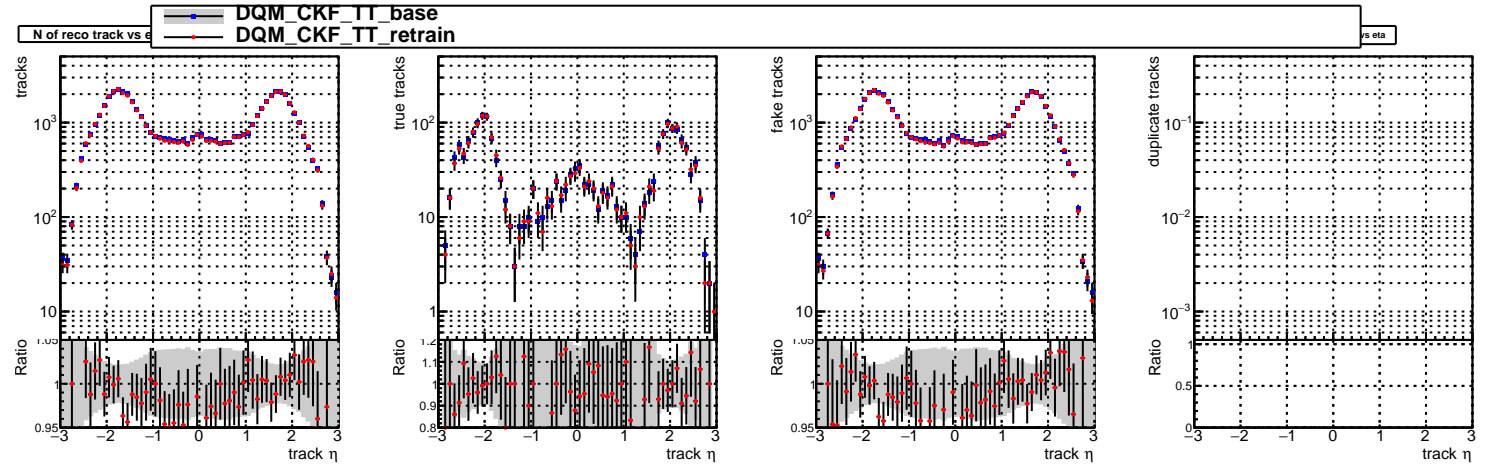 DQM_CKF_TT_base
DQM_CKF_TT_retrain
N of reco track vs e
vs eta
tracks
10³
10²
10
Ratio
1.05
1
0.95
−3 −2 −1 0 1 2 3
track η
true tracks
10²
10
1
Ratio
1.2
1.1
1
0.9
0.8
−3 −2 −1 0 1 2 3
track η
fake tracks
10³
10²
10
Ratio
1.05
1
0.95
−3 −2 −1 0 1 2 3
track η
duplicate tracks
10⁻¹
10⁻²
10⁻³
Ratio
1
0.5
0
−3 −2 −1 0 1 2 3
track η